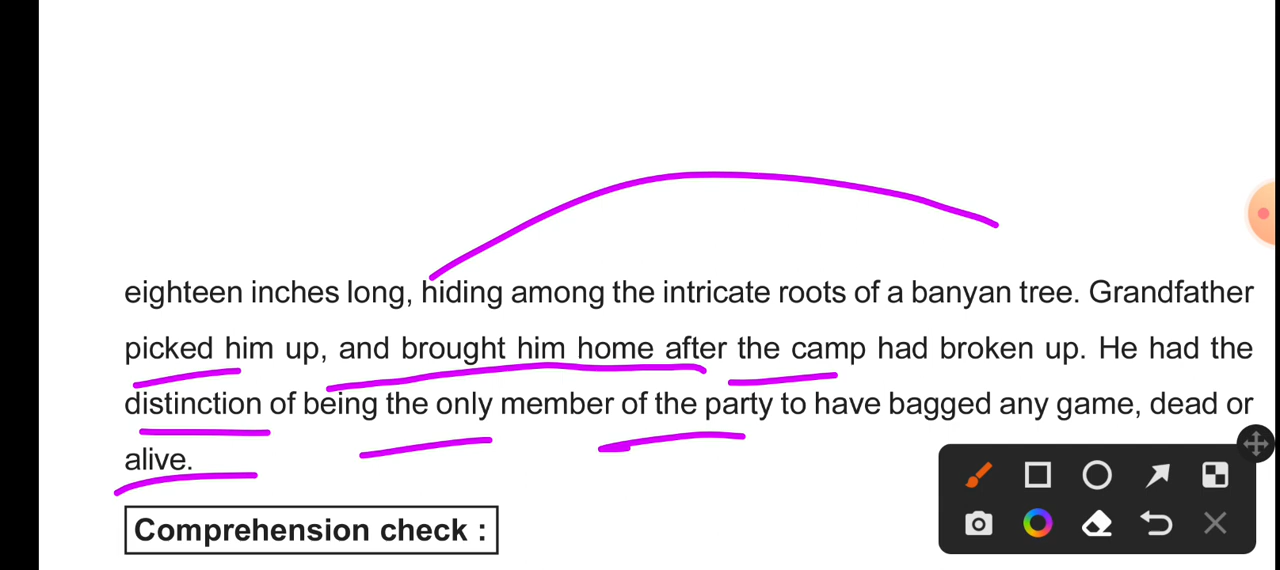 eighteen inches long, hiding among the intricate roots of a banyan tree. Grandfather
picked him up, and brought him home after the camp had broken up. He had the
distinction of being the only member of the party to have bagged any game, dead or
alive.
Comprehension check :